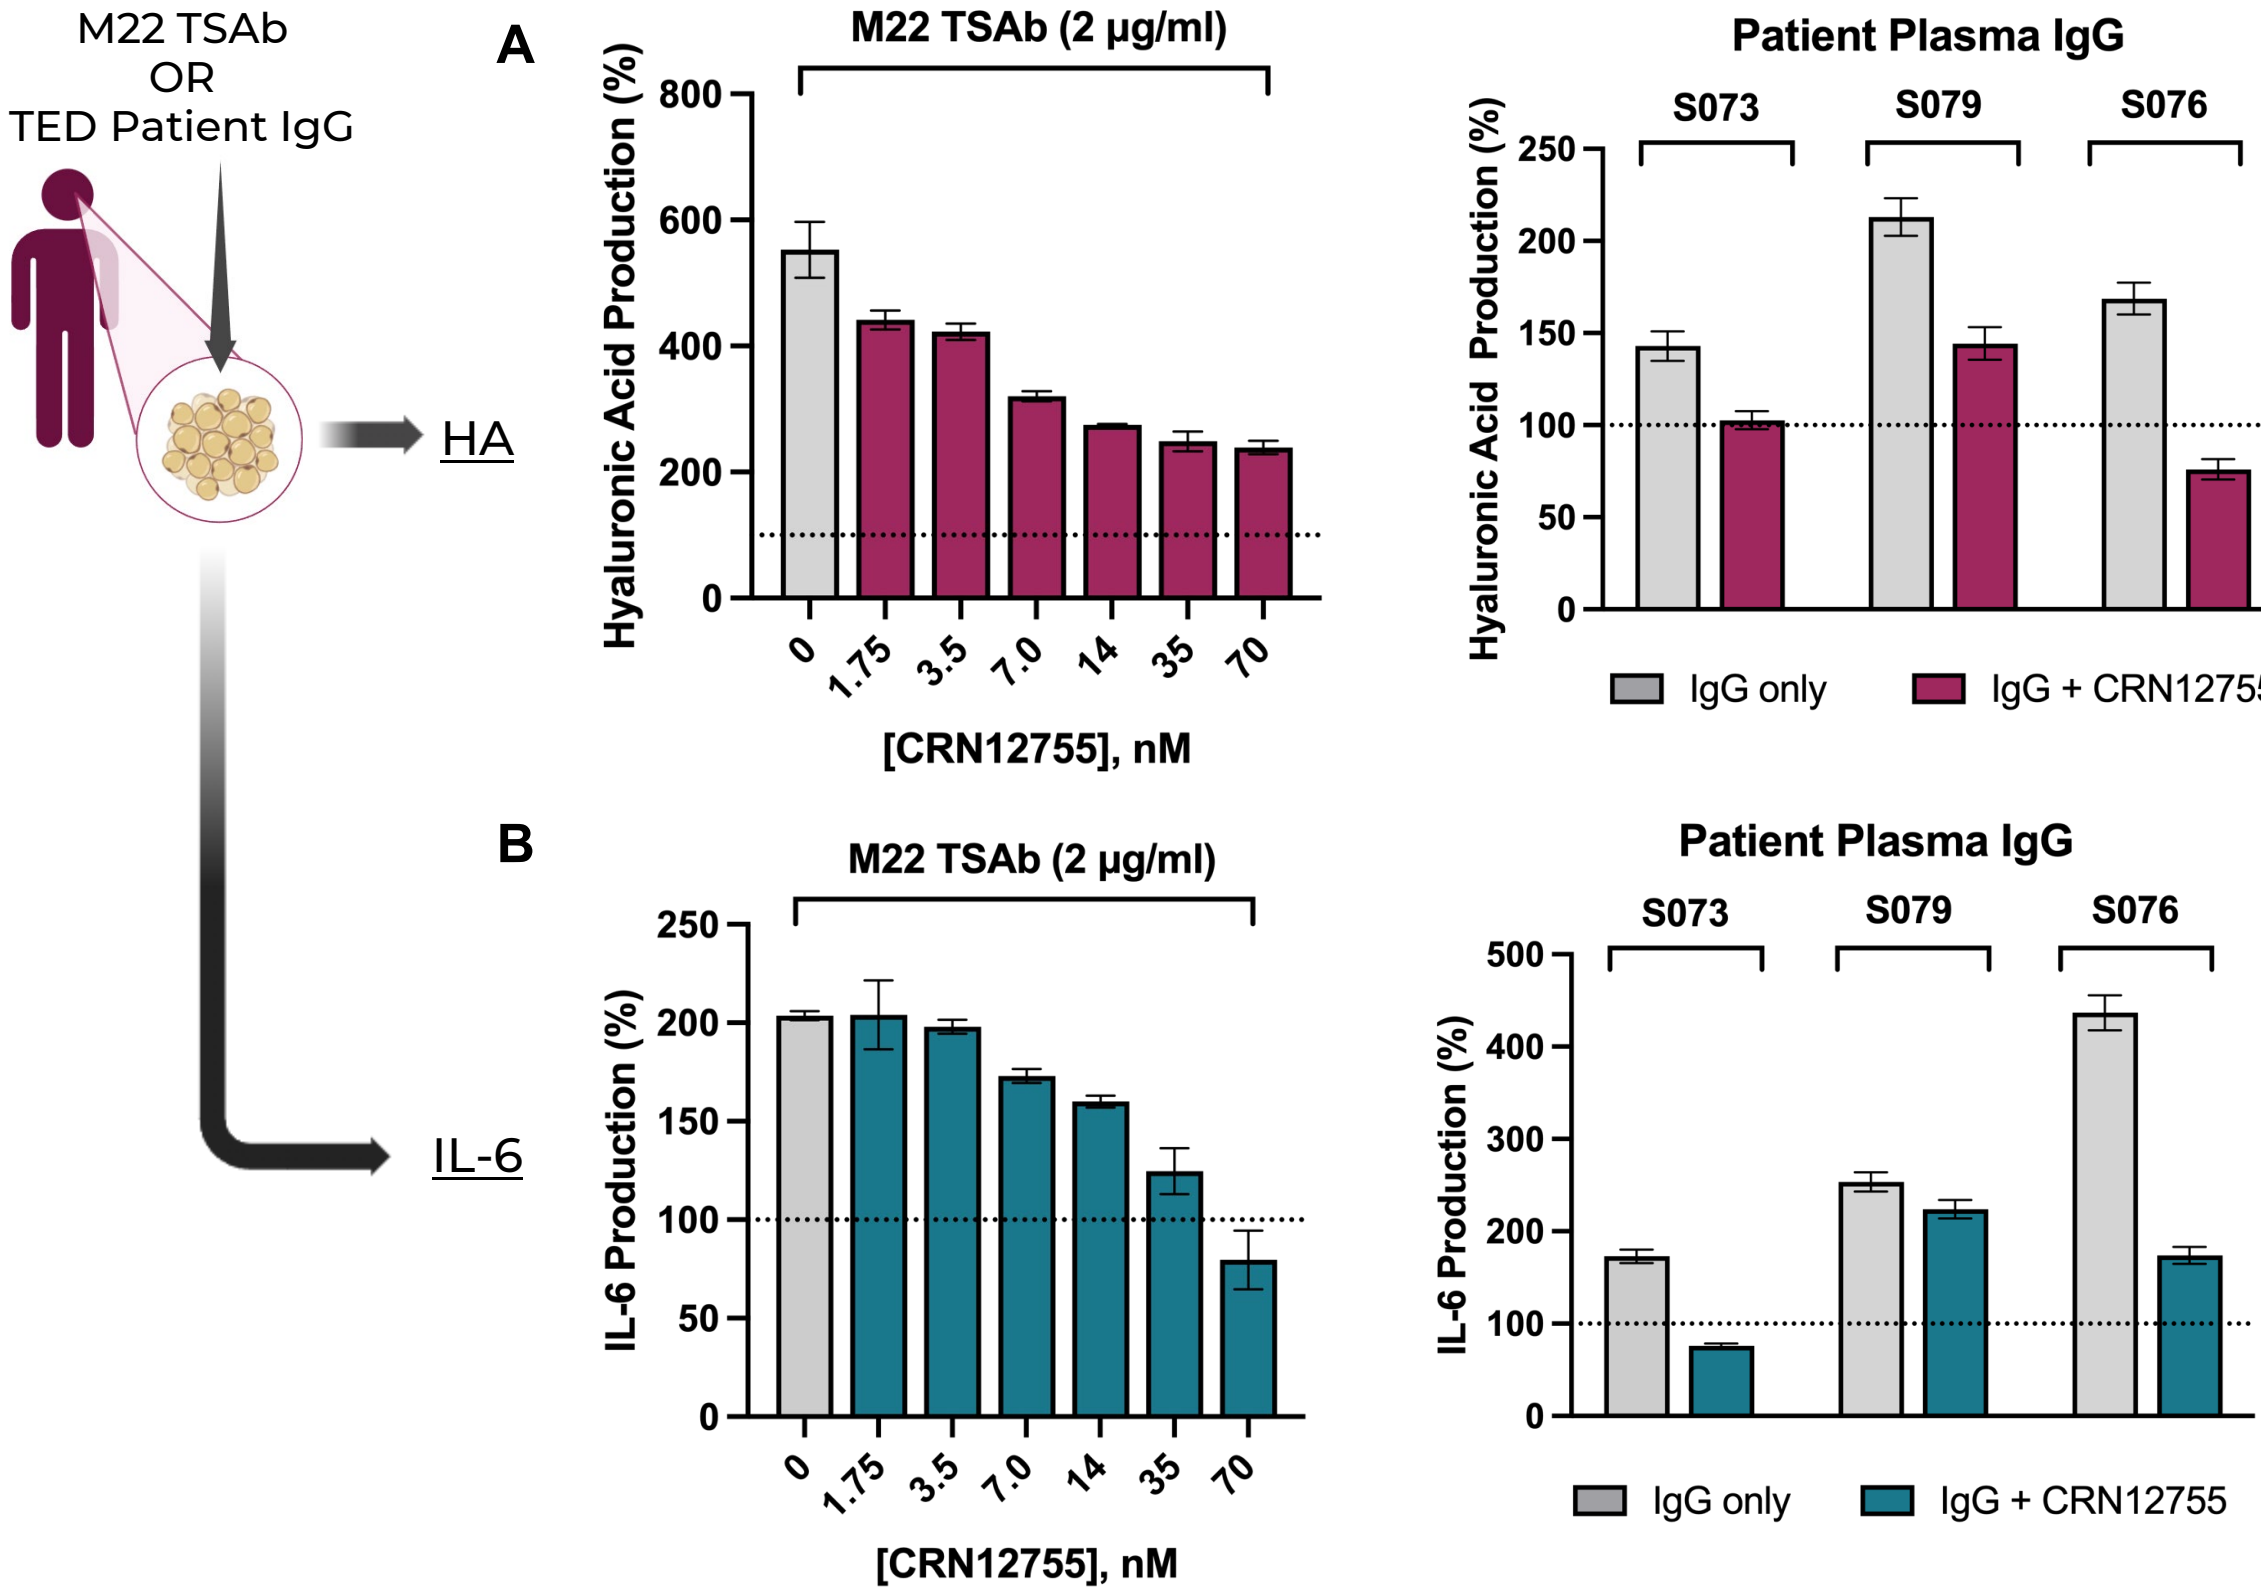 M22 TSAb
OR
TED Patient IgG
HA
IL-6
A
M22 TSAb (2 µg/ml)
Hyaluronic Acid Production (%)
800
600
400
200
0
0 1.75 3.5 7.0 14 35 70
[CRN12755], nM
Patient Plasma IgG
S073 S079 S076
Hyaluronic Acid Production (%)
250
200
150
100
50
0
IgG only IgG + CRN12755
B
M22 TSAb (2 µg/ml)
IL-6 Production (%)
250
200
150
100
50
0
0 1.75 3.5 7.0 14 35 70
[CRN12755], nM
Patient Plasma IgG
S073 S079 S076
IL-6 Production (%)
500
400
300
200
100
0
IgG only IgG + CRN12755